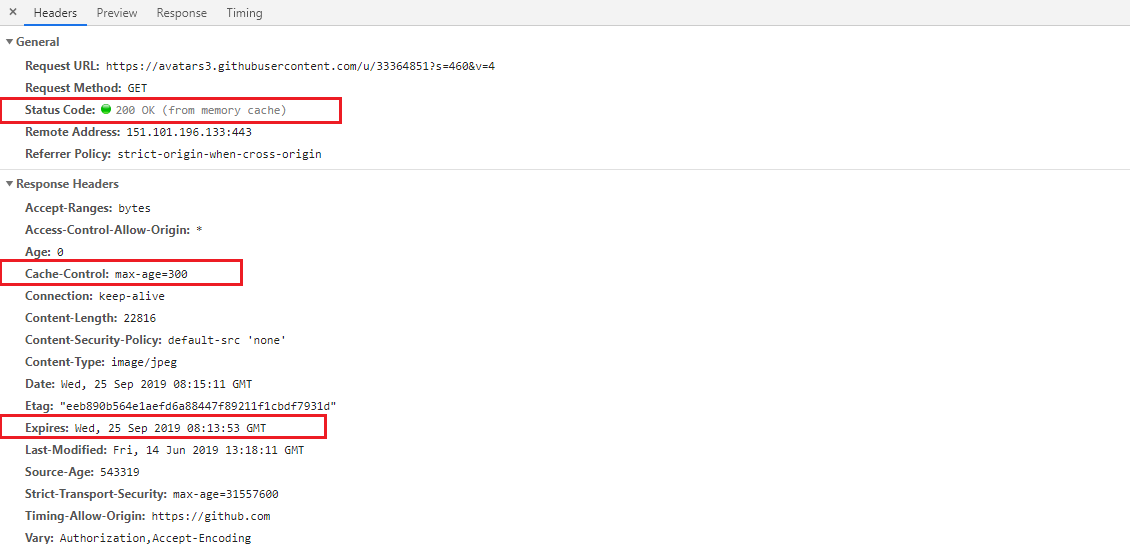 Headers Preview Response Timing
General
Request URL: https://avatars3.githubusercontent.com/u/33364851?s=460&v=4
Request Method: GET
Status Code: 200 OK (from memory cache)
Remote Address: 151.101.196.133:443
Referrer Policy: strict-origin-when-cross-origin
Response Headers
Accept-Ranges: bytes
Access-Control-Allow-Origin: *
Age: 0
Cache-Control: max-age=300
Connection: keep-alive
Content-Length: 22816
Content-Security-Policy: default-src 'none'
Content-Type: image/jpeg
Date: Wed, 25 Sep 2019 08:15:11 GMT
Etag: "eeb890b564e1aefd6a88447f89211f1cbdf7931d"
Expires: Wed, 25 Sep 2019 08:13:53 GMT
Last-Modified: Fri, 14 Jun 2019 13:18:11 GMT
Source-Age: 543319
Strict-Transport-Security: max-age=31557600
Timing-Allow-Origin: https://github.com
Vary: Authorization,Accept-Encoding